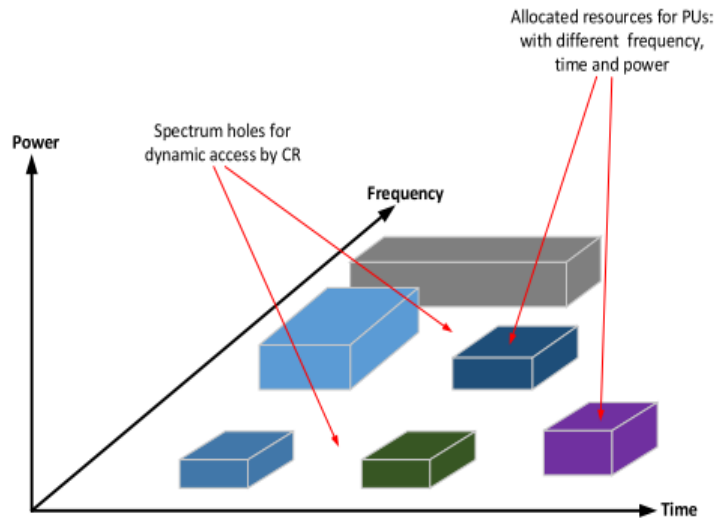 Allocated resources for PUs:
with different frequency,
time and power
Spectrum holes for
dynamic access by CR
Power
Frequency
Time